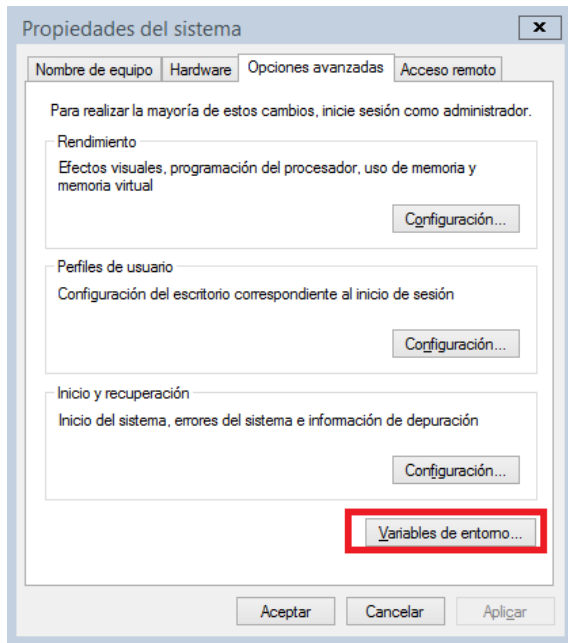 Propiedades del sistema
Nombre de equipo
Hardware
Opciones avanzadas
Acceso remoto
Para realizar la mayoría de estos cambios, inicie sesión como administrador.
Rendimiento
Efectos visuales, programación del procesador, uso de memoria y
memoria virtual
Configuración...
Perfiles de usuario
Configuración del escritorio correspondiente al inicio de sesión
Configuración...
Inicio y recuperación
Inicio del sistema, errores del sistema e información de depuración
Configuración...
Variables de entorno...
Aceptar
Cancelar
Aplicar